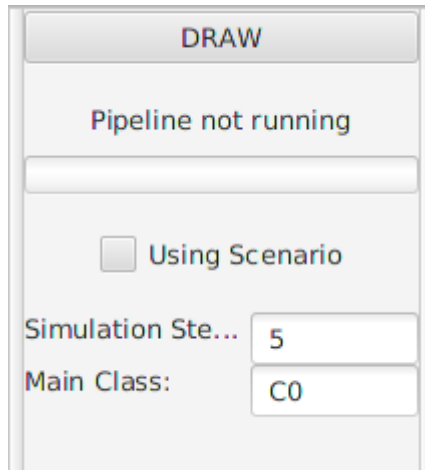 DRAW
Pipeline not running
Using Scenario
Simulation Ste... 5
Main Class: C0